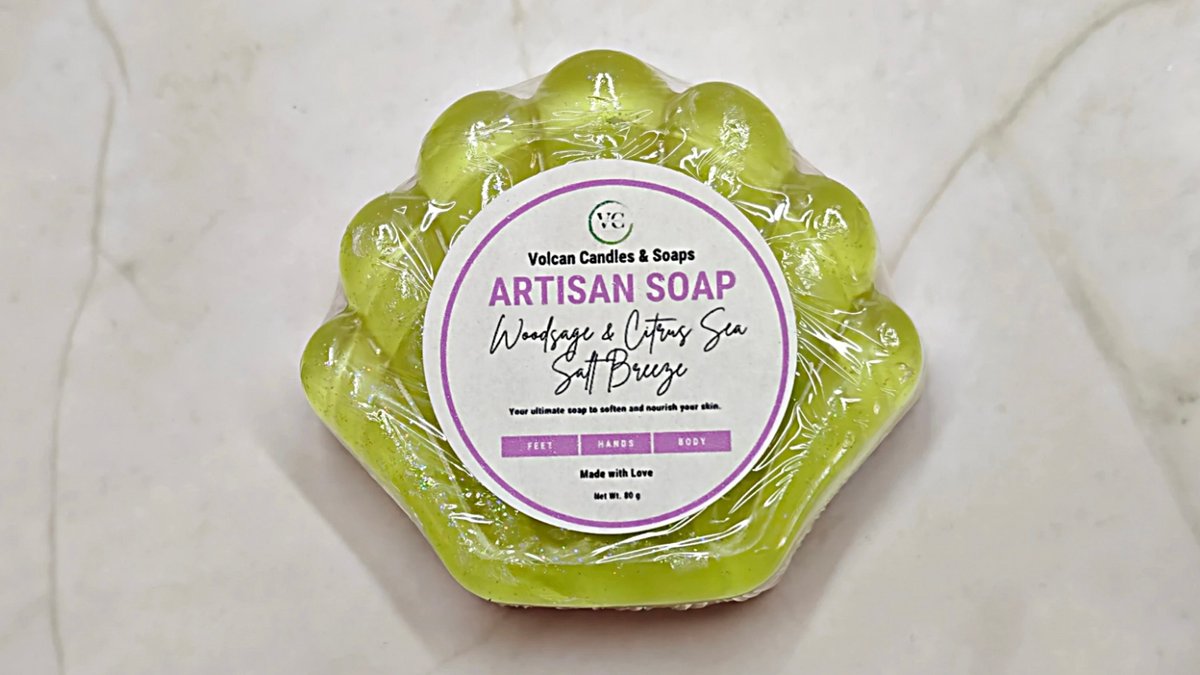 VC
Volcan Candles & Soaps
ARTISAN SOAP
Woodsage & Citrus Sea
Salt Breeze
Your ultimate soap to soften and nourish your skin.
FEET HANDS BODY
Made with Love
Net Wt. 80 g